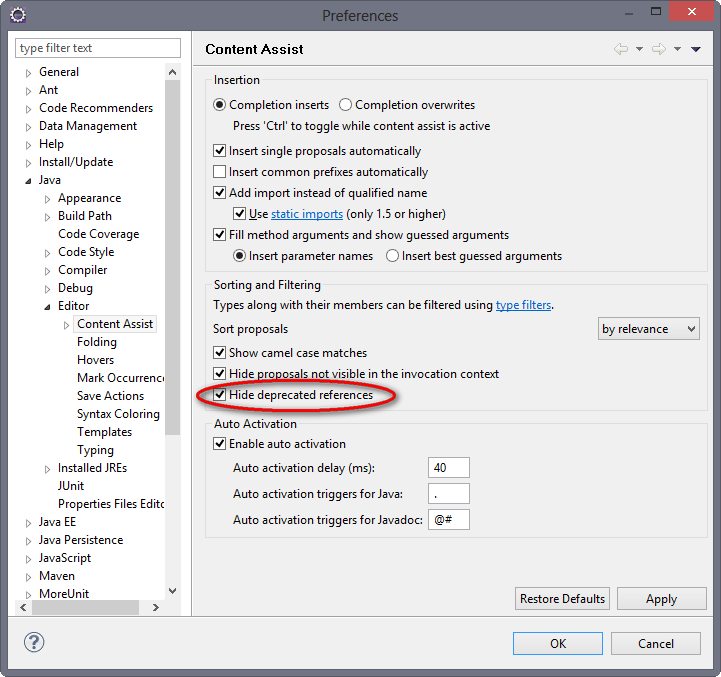 Preferences
type filter text
General
Ant
Code Recommenders
Data Management
Help
Install/Update
Java
Appearance
Build Path
Code Coverage
Code Style
Compiler
Debug
Editor
Content Assist
Folding
Hovers
Mark Occurrenc
Save Actions
Syntax Coloring
Templates
Typing
Installed JREs
JUnit
Properties Files Edito
Java EE
Java Persistence
JavaScript
Maven
MoreUnit
Content Assist
Insertion
Completion inserts Completion overwrites
Press 'Ctrl' to toggle while content assist is active
Insert single proposals automatically
Insert common prefixes automatically
Add import instead of qualified name
Use static imports (only 1.5 or higher)
Fill method arguments and show guessed arguments
Insert parameter names Insert best guessed arguments
Sorting and Filtering
Types along with their members can be filtered using type filters.
Sort proposals by relevance
Show camel case matches
Hide proposals not visible in the invocation context
Hide deprecated references
Auto Activation
Enable auto activation
Auto activation delay (ms): 40
Auto activation triggers for Java: .
Auto activation triggers for Javadoc: @#
Restore Defaults Apply
? OK Cancel